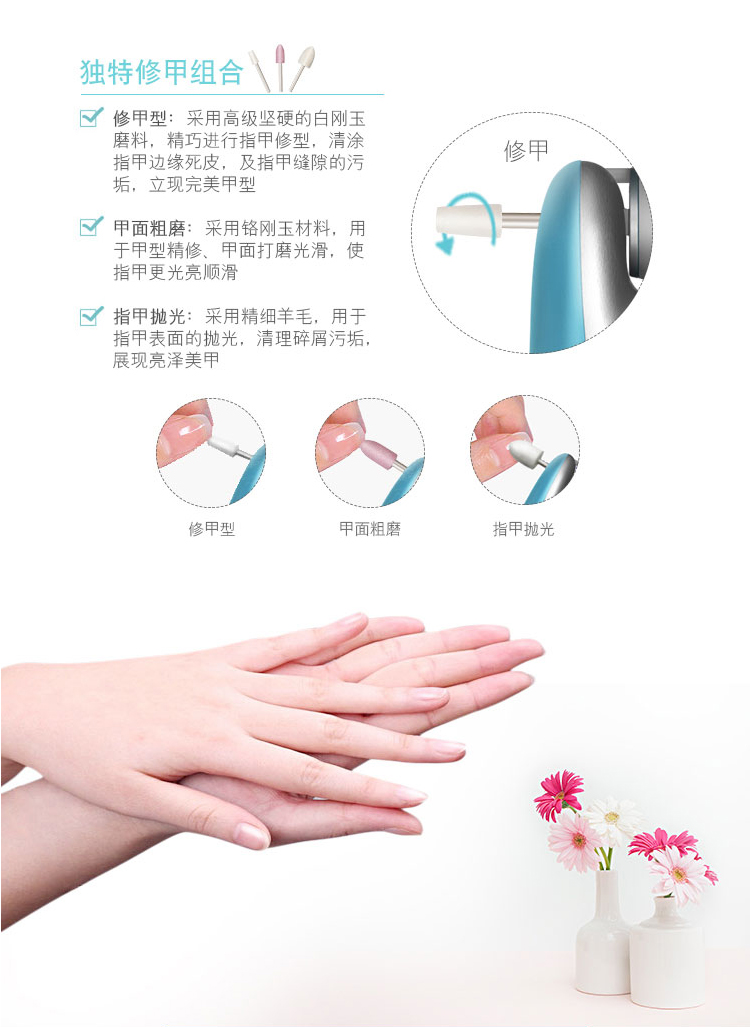 独特修甲组合
修甲型：采用高级坚硬的白刚玉
磨料，精巧进行指甲修型，清涂
指甲边缘死皮，及指甲缝隙的污
垢，立现完美甲型
甲面粗磨：采用铬刚玉材料，用
于甲型精修、甲面打磨光滑，使
指甲更光亮顺滑
指甲抛光：采用精细羊毛，用于
指甲表面的抛光，清理碎屑污垢，
展现亮泽美甲
修甲
修甲型
甲面粗磨
指甲抛光